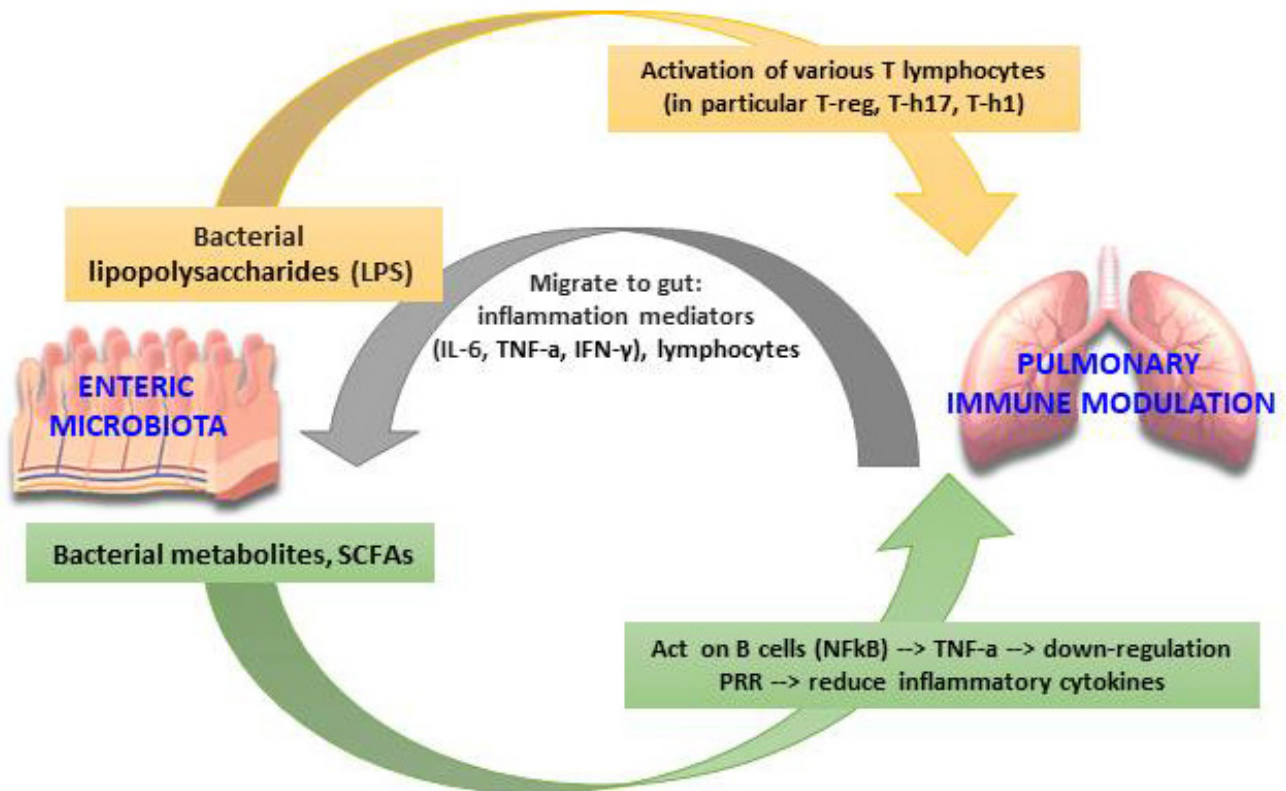 Activation of various T lymphocytes
(in particular T-reg, T-h17, T-h1)
Bacterial
lipopolysaccharides (LPS)
Migrate to gut:
inflammation mediators
(IL-6, TNF-a, IFN-γ), lymphocytes
ENTERIC
MICROBIOTA
PULMONARY
IMMUNE MODULATION
Bacterial metabolites, SCFAs
Act on B cells (NFkB) --> TNF-a --> down-regulation
PRR --> reduce inflammatory cytokines